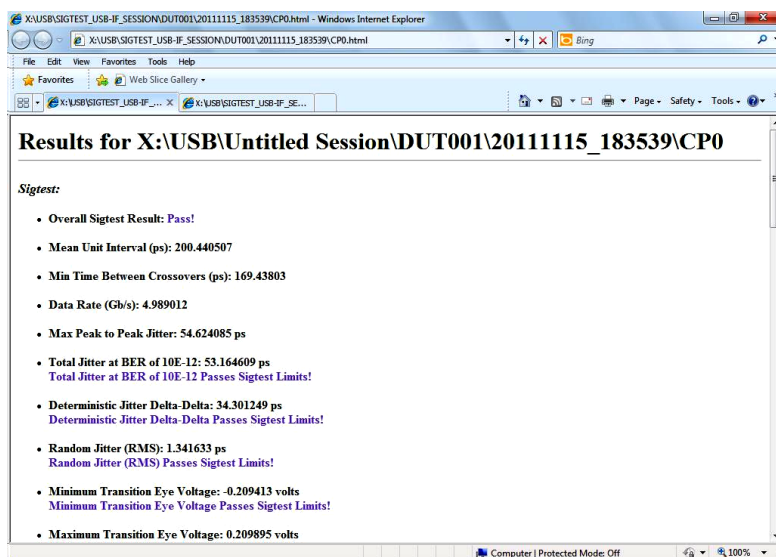 X:\USB\SIGTEST_USB-IF_SESSION\DUT001\20111115_183539\CP0.html - Windows Internet Explorer
X:\USB\SIGTEST_USB-IF_SESSION\DUT001\20111115_183539\CP0.html
Bing
File Edit View Favorites Tools Help
Favorites Web Slice Gallery
X:\USB\SIGTEST_USB-IF_... X X:\USB\SIGTEST_USB-IF_SE... Page Safety Tools
Results for X:\USB\Untitled Session\DUT001\20111115_183539\CP0
Sigtest:
• Overall Sigtest Result: Pass!
• Mean Unit Interval (ps): 200.440507
• Min Time Between Crossovers (ps): 169.43803
• Data Rate (Gb/s): 4.989012
• Max Peak to Peak Jitter: 54.624085 ps
• Total Jitter at BER of 10E-12: 53.164609 ps
Total Jitter at BER of 10E-12 Passes Sigtest Limits!
• Deterministic Jitter Delta-Delta: 34.301249 ps
Deterministic Jitter Delta-Delta Passes Sigtest Limits!
• Random Jitter (RMS): 1.341633 ps
Random Jitter (RMS) Passes Sigtest Limits!
• Minimum Transition Eye Voltage: -0.209413 volts
Minimum Transition Eye Voltage Passes Sigtest Limits!
• Maximum Transition Eye Voltage: 0.209895 volts
Computer | Protected Mode: Off 100%